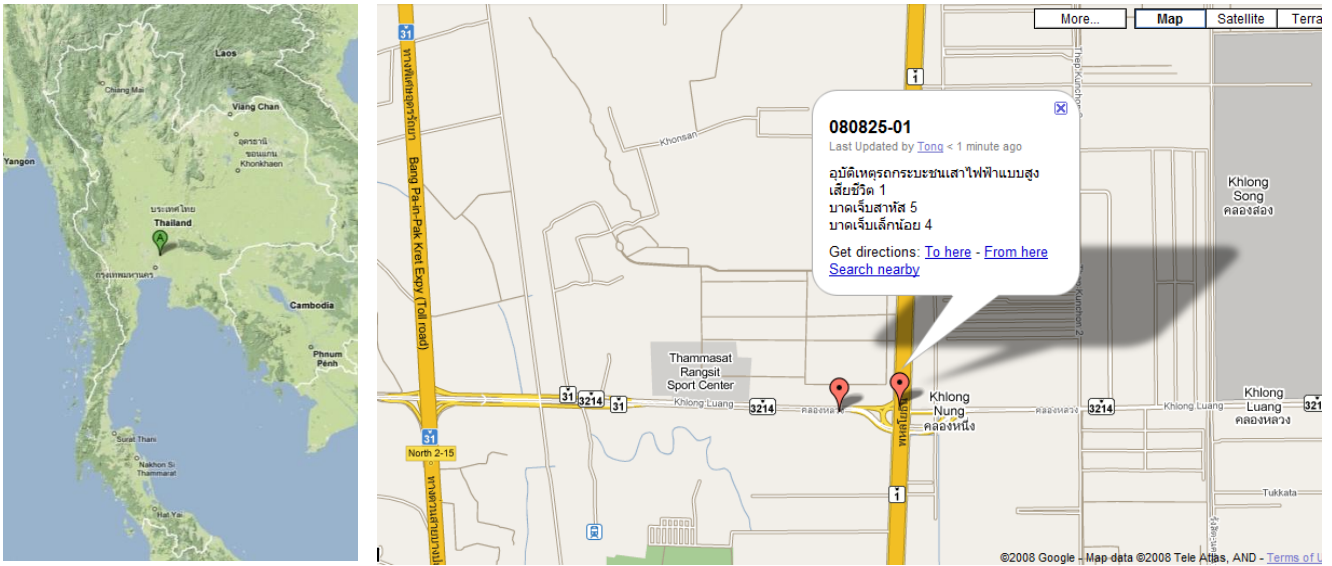 Laos
Chiang Mai
Viang Chan
Yangon
อุดรธานี
ขอนแกน
Khonkhaen
ประเทศไทย
Thailand
A
กรุงเทพมหานคร
Cambodia
Phnum
Pénh
Surat Thani
Nakhon Si
Thammarat
Hat Yai
More...
Map
Satellite
Terra
31
ทางพิเศษอุดรรัถยา
Bang Pa-in-Pak Kret Expy (Toll road)
Khonsan
1
080825-01
Last Updated by Tong < 1 minute ago
อุบัติเหตุรถกระบะชนเสาไฟฟ้าแบบสูง
เสียชีวิต 1
บาดเจ็บสาหัส 5
บาดเจ็บเล็กน้อย 4
Get directions: To here - From here
Search nearby
Khlong
Song
คลองสอง
Thammasat
Rangsit
Sport Center
31
3214
31
Khlong Luang
3214
คลองหลวง
พหลโยธิน
Khlong
Nung
คลองหนึ่ง
คลองหลวง
3214
Khlong Luang
Khlong
Luang
คลองหลวง
31
North 2-15
1
Tukkata
©2008 Google - Map data ©2008 Tele Atlas, AND - Terms of U